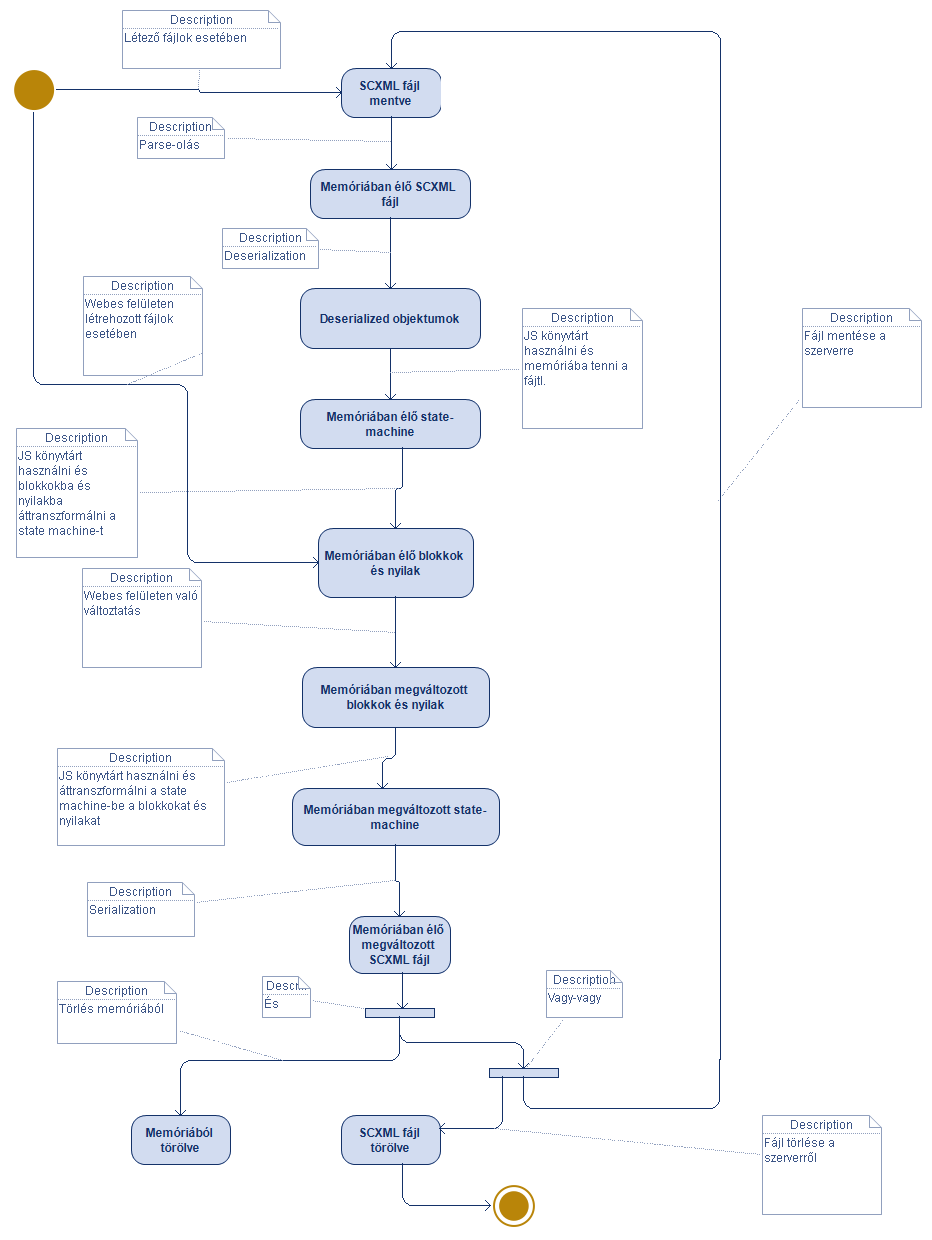 Description
Létező fájlok esetében
SCXML fájl
mentve
Description
Parse-olás
Memóriában élő SCXML
fájl
Description
Deserialization
Description
Webes felületen
létrehozott fájlok
esetében
Deserialized objektumok
Description
JS könyvtárt
használni és
memóriába tenni a
fájtl.
Description
Fájl mentése a
szerverre
Memóriában élő state-
machine
Description
JS könyvtárt
használni és
blokkokba és
nyilakba
áttranszformálni a
state machine-t
Memóriában élő blokkok
és nyilak
Description
Webes felületen való
változtatás
Memóriában megváltozott
blokkok és nyilak
Description
JS könyvtárt használni és
áttranszformálni a state
machine-be a blokkokat és
nyilakat
Memóriában megváltozott state-
machine
Description
Serialization
Memóriában élő
megváltozott
SCXML fájl
Description
Törlés memóriából
Descr...
És
Description
Vagy-vagy
Memóriából
törölve
SCXML fájl
törölve
Description
Fájl törlése a
szerverről